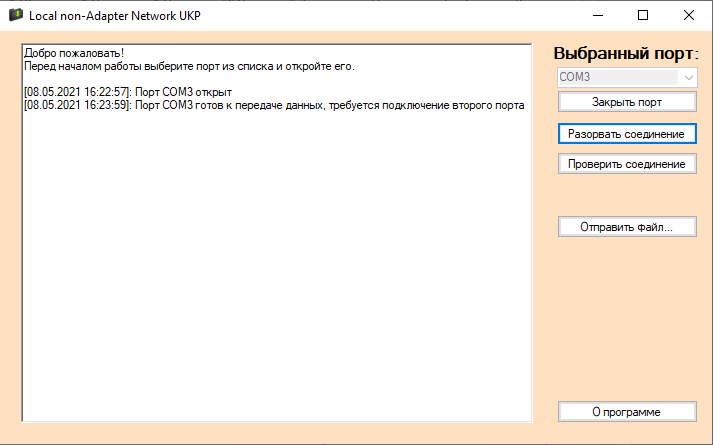 Local non-Adapter Network UKP
Добро пожаловать!
Перед началом работы выберите порт из списка и откройте его.
[08.05.2021 16:22:57]: Порт COM3 открыт
[08.05.2021 16:23:59]: Порт COM3 готов к передаче данных, требуется подключение второго порта
Выбранный порт:
COM3
Закрыть порт
Разорвать соединение
Проверить соединение
Отправить файл...
О программе